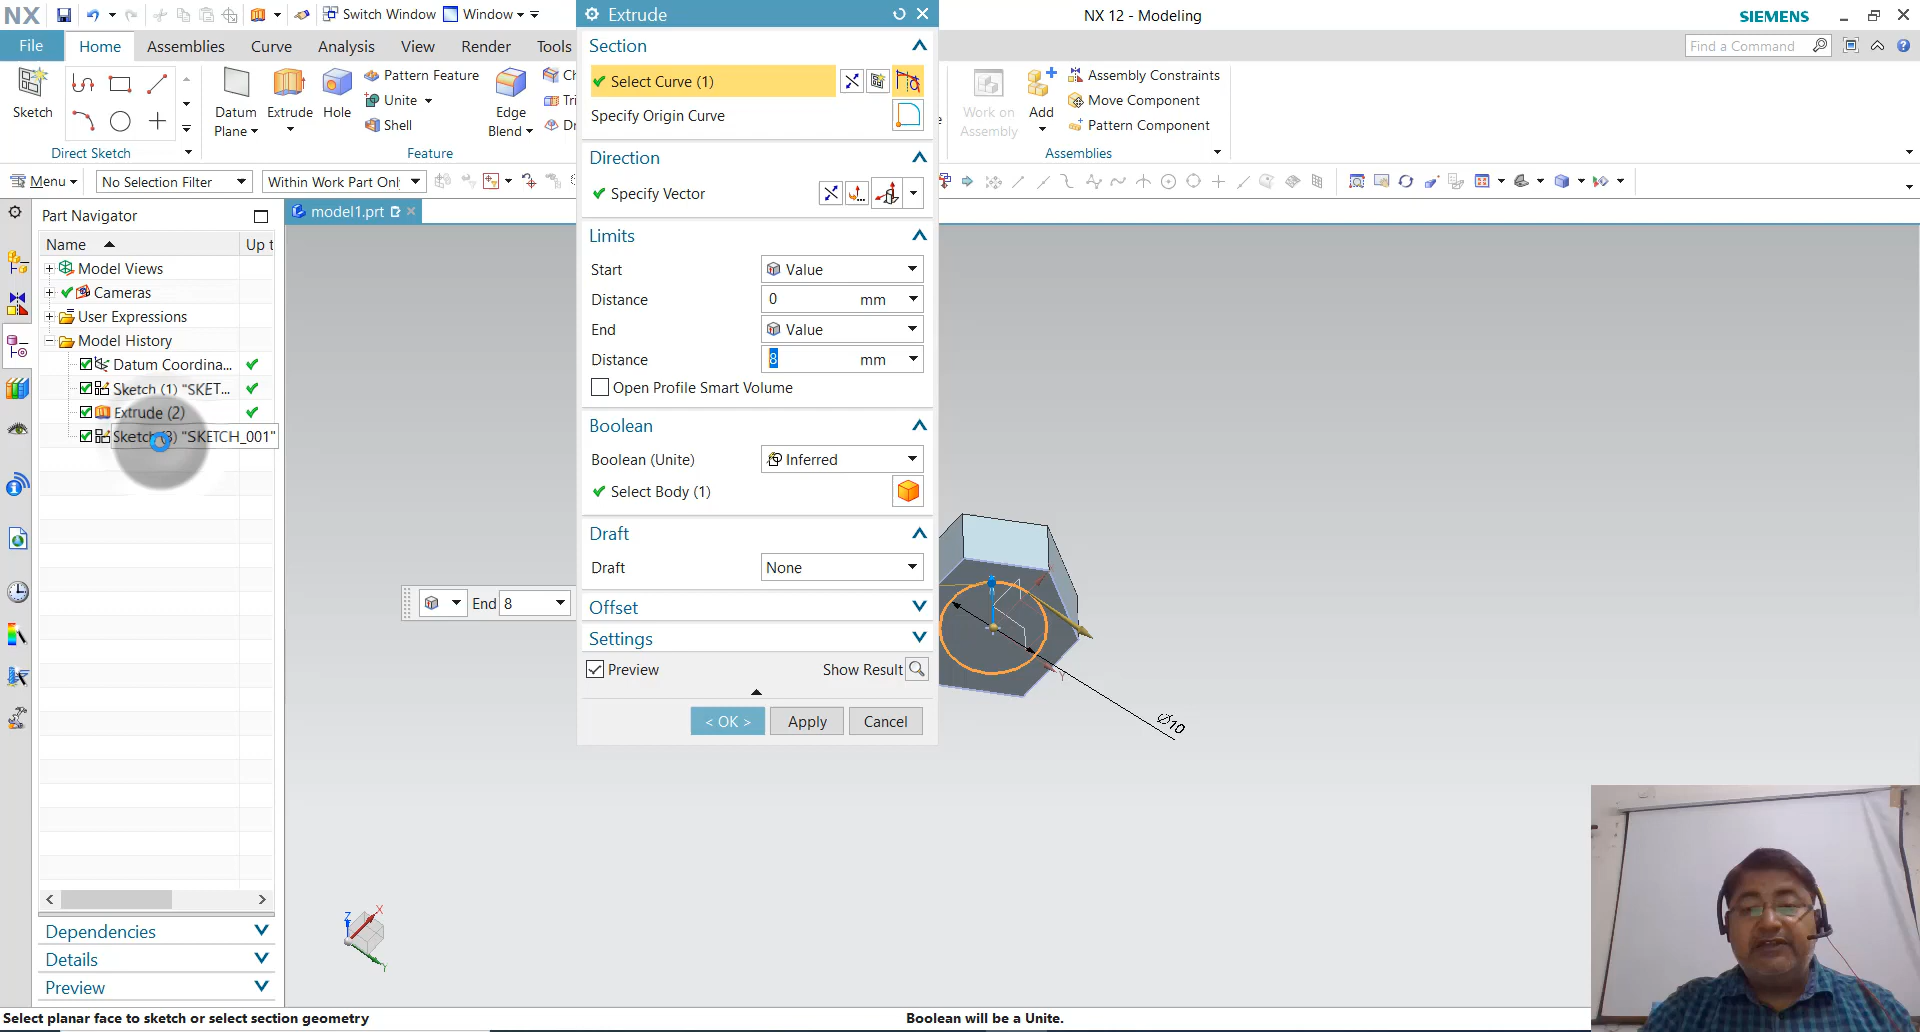 NX
Switch Window
Window
Extrude
NX 12 - Modeling
SIEMENS
File
Home
Assemblies
Curve
Analysis
View
Render
Tools
Find a Command
Sketch
Direct Sketch
Datum
Plane
Extrude
Hole
Pattern Feature
Unite
Shell
Edge
Blend
Feature
Section
Select Curve (1)
Specify Origin Curve
Work on
Assembly
Add
Assembly Constraints
Move Component
Pattern Component
Assemblies
Menu
No Selection Filter
Within Work Part Onl
Direction
Specify Vector
Part Navigator
model1.prt
Name
Up t
Model Views
Cameras
User Expressions
Model History
Datum Coordina...
Sketch (1) "SKET...
Extrude (2)
Sketch (3) "SKETCH_001"
Limits
Start
Value
Distance
0 mm
End
Value
Distance
8 mm
Open Profile Smart Volume
Boolean
Boolean (Unite)
Inferred
Select Body (1)
Draft
Draft
None
Offset
Settings
Preview
Show Result
< OK >
Apply
Cancel
End 8
Ø10
Y
Z
X
Y
Dependencies
Details
Preview
Select planar face to sketch or select section geometry
Boolean will be a Unite.